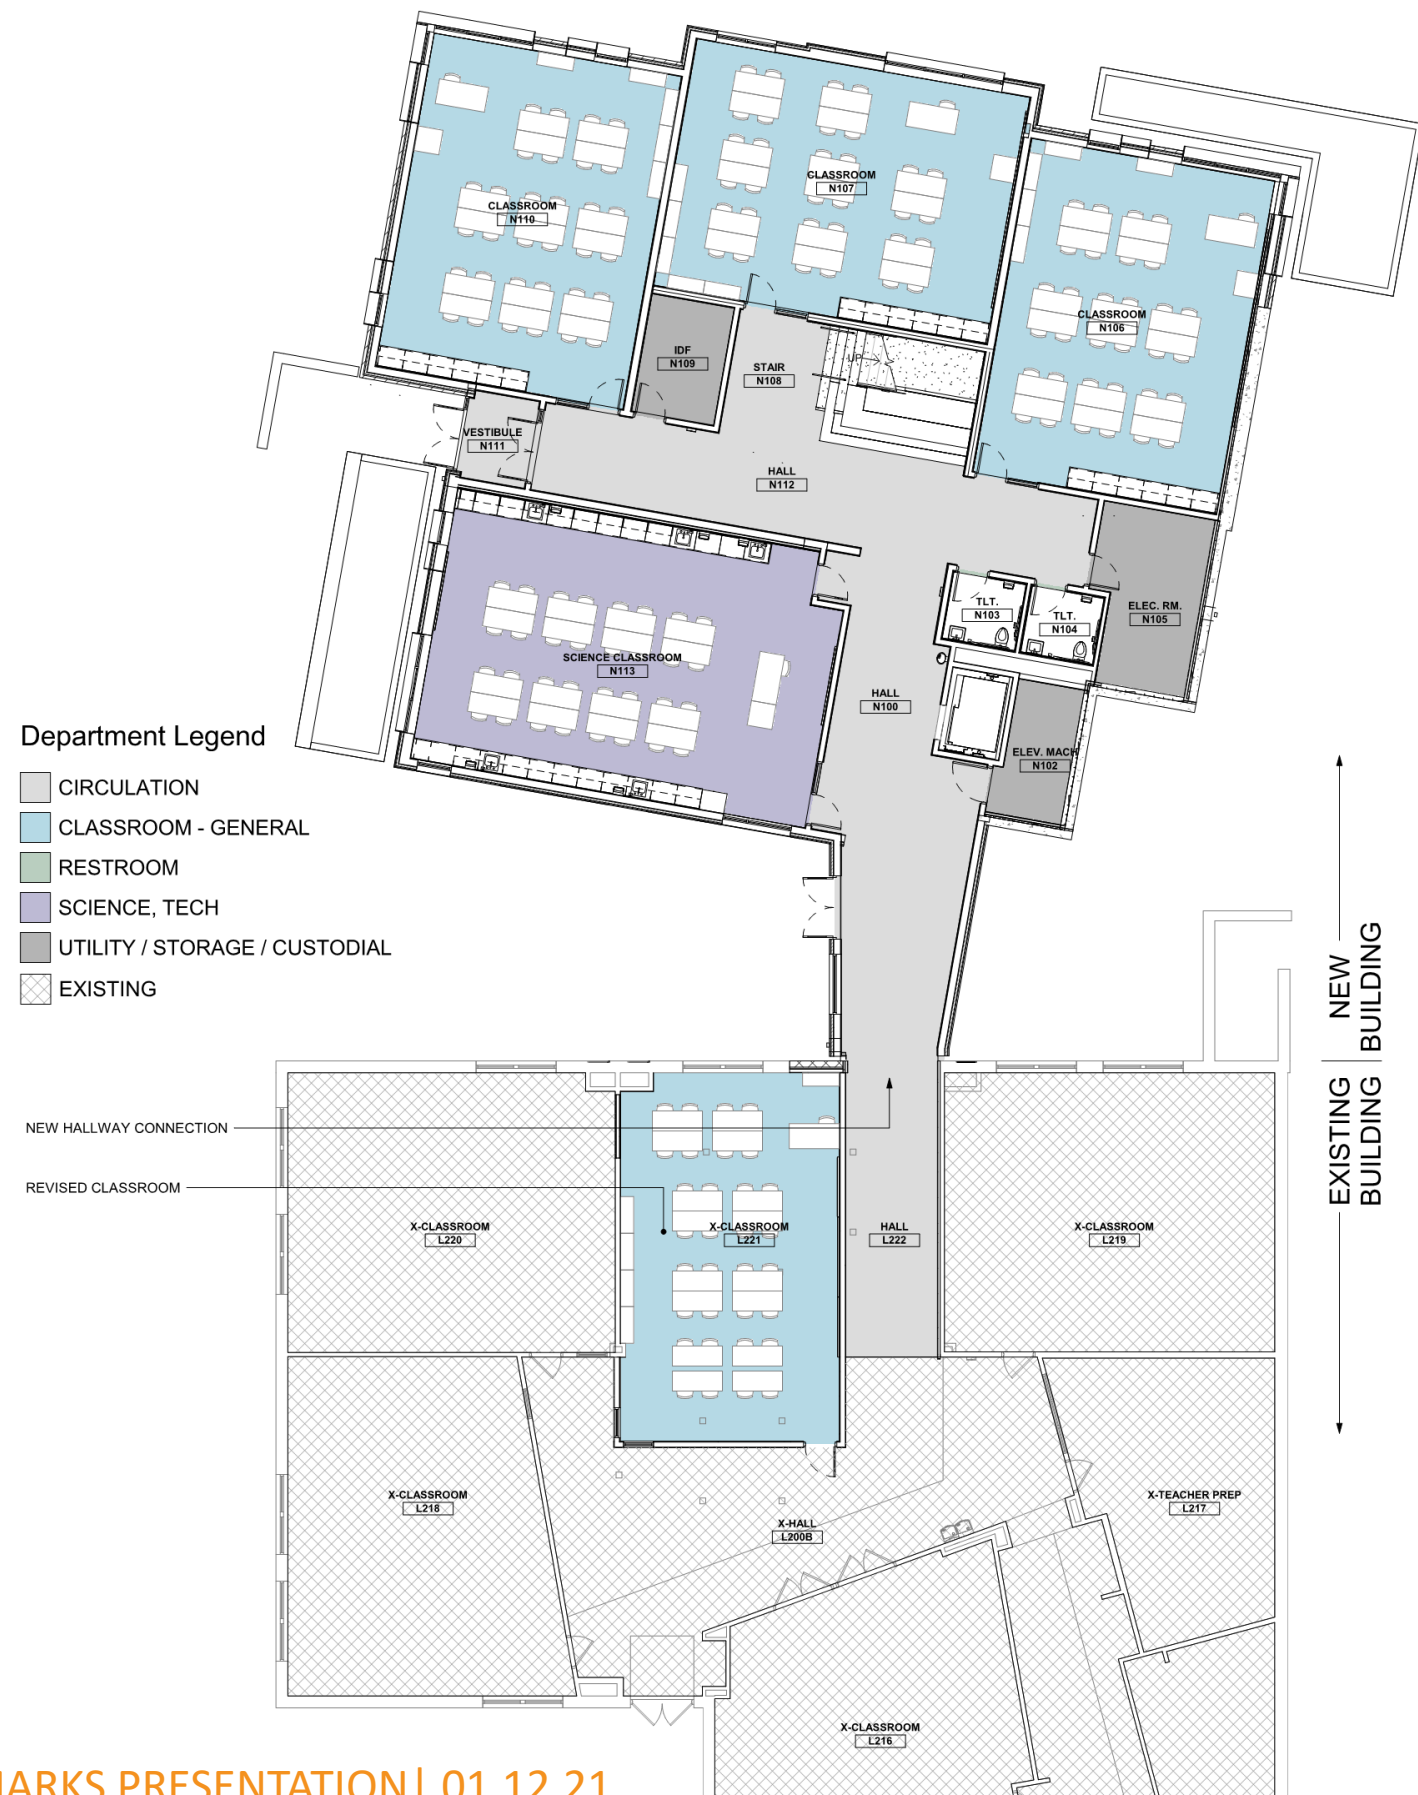 CLASSROOM
N107
CLASSROOM
N110
CLASSROOM
N106
IDF
N109
STAIR
N108
UP
VESTIBULE
N111
HALL
N112
TLT.
N103
TLT.
N104
ELEC. RM.
N105
SCIENCE CLASSROOM
N113
HALL
N100
ELEV. MACH
N102
Department Legend
CIRCULATION
CLASSROOM - GENERAL
RESTROOM
SCIENCE, TECH
UTILITY / STORAGE / CUSTODIAL
EXISTING
NEW
BUILDING
EXISTING
BUILDING
NEW HALLWAY CONNECTION
REVISED CLASSROOM
X-CLASSROOM
L220
X-CLASSROOM
L221
HALL
L222
X-CLASSROOM
L219
X-CLASSROOM
L218
X-TEACHER PREP
L217
X-HALL
L200B
X-CLASSROOM
L216
PRESENTATION| 01.12.21